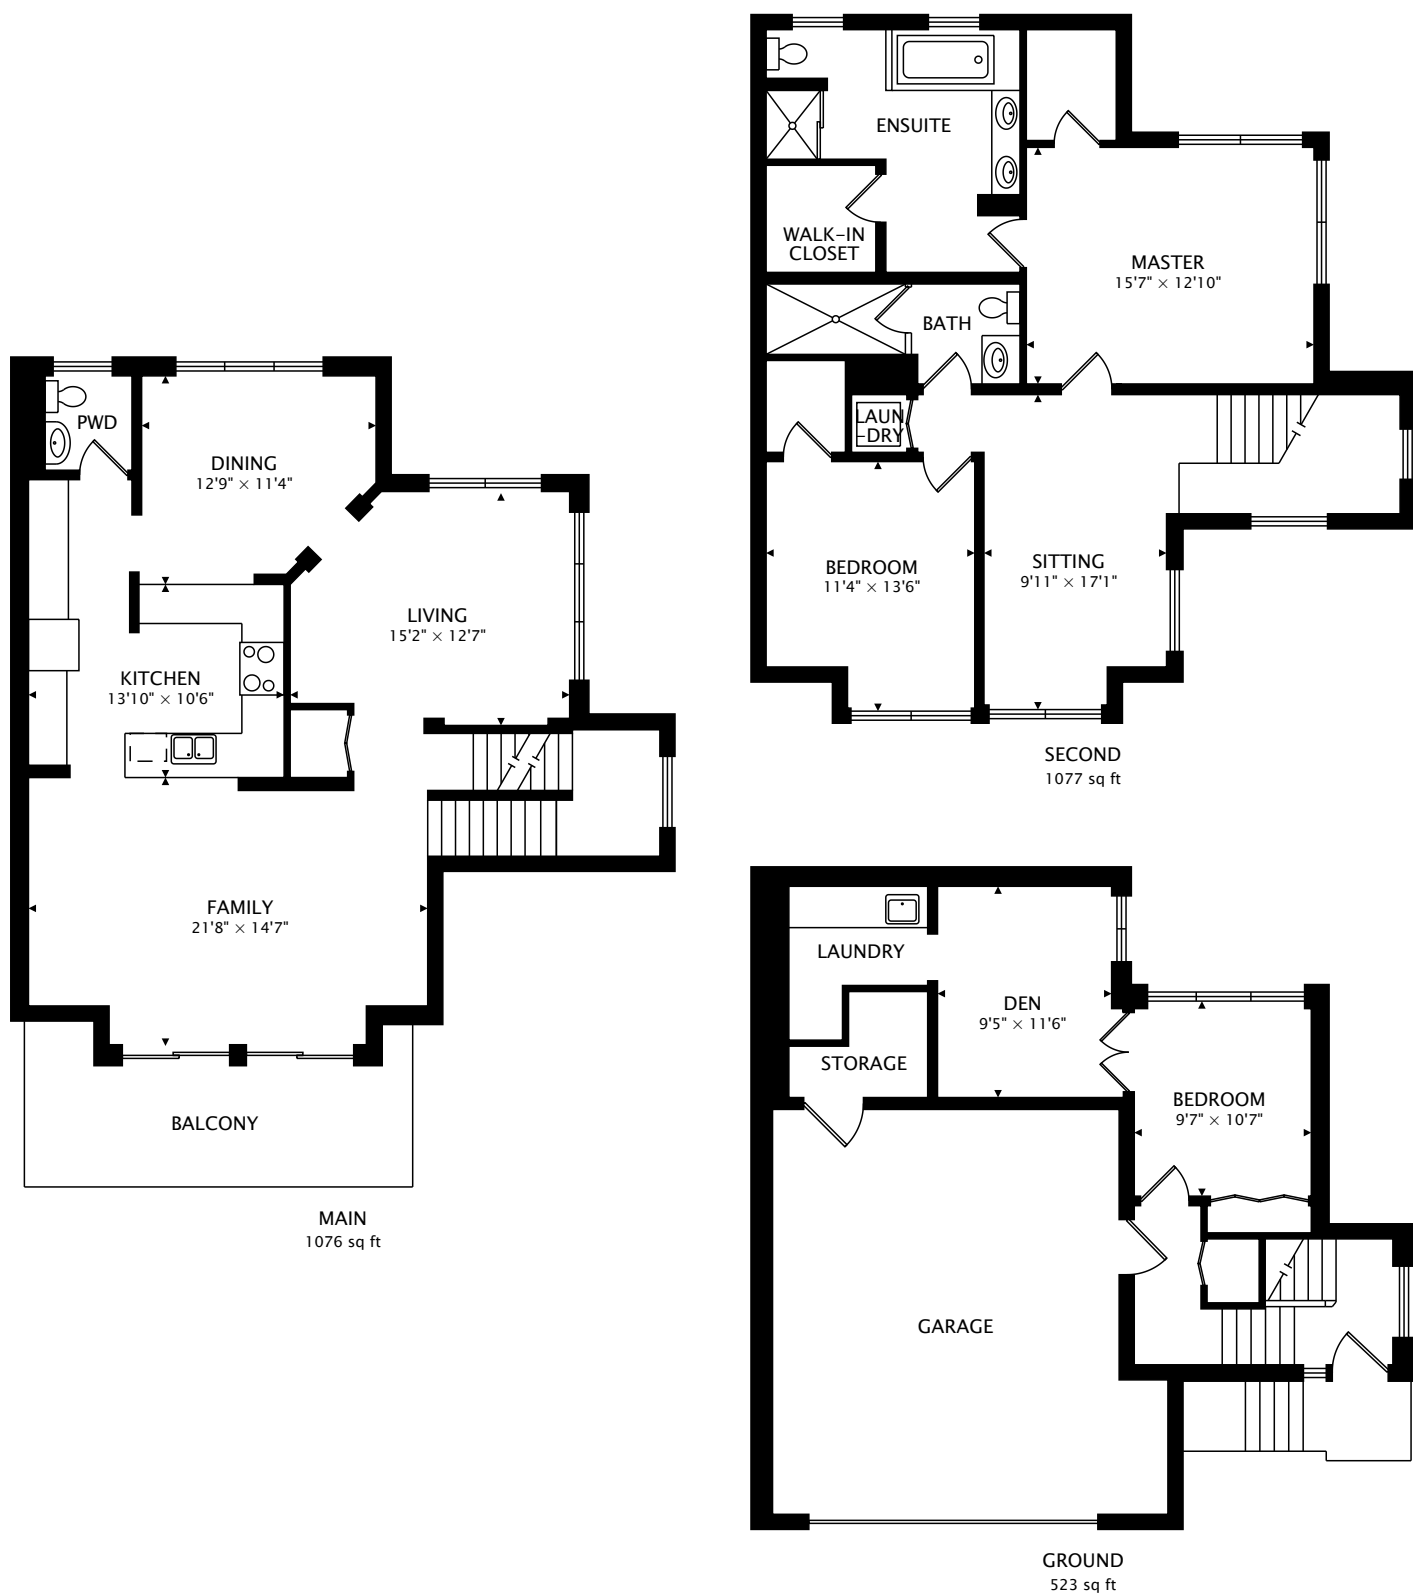 PWD
DINING
12'9" × 11'4"
LIVING
15'2" × 12'7"
KITCHEN
13'10" × 10'6"
FAMILY
21'8" × 14'7"
BALCONY
MAIN
1076 sq ft
ENSUITE
WALK-IN
CLOSET
MASTER
15'7" × 12'10"
BATH
LAUN
-DRY
BEDROOM
11'4" × 13'6"
SITTING
9'11" × 17'1"
SECOND
1077 sq ft
LAUNDRY
DEN
9'5" × 11'6"
STORAGE
BEDROOM
9'7" × 10'7"
GARAGE
GROUND
523 sq ft